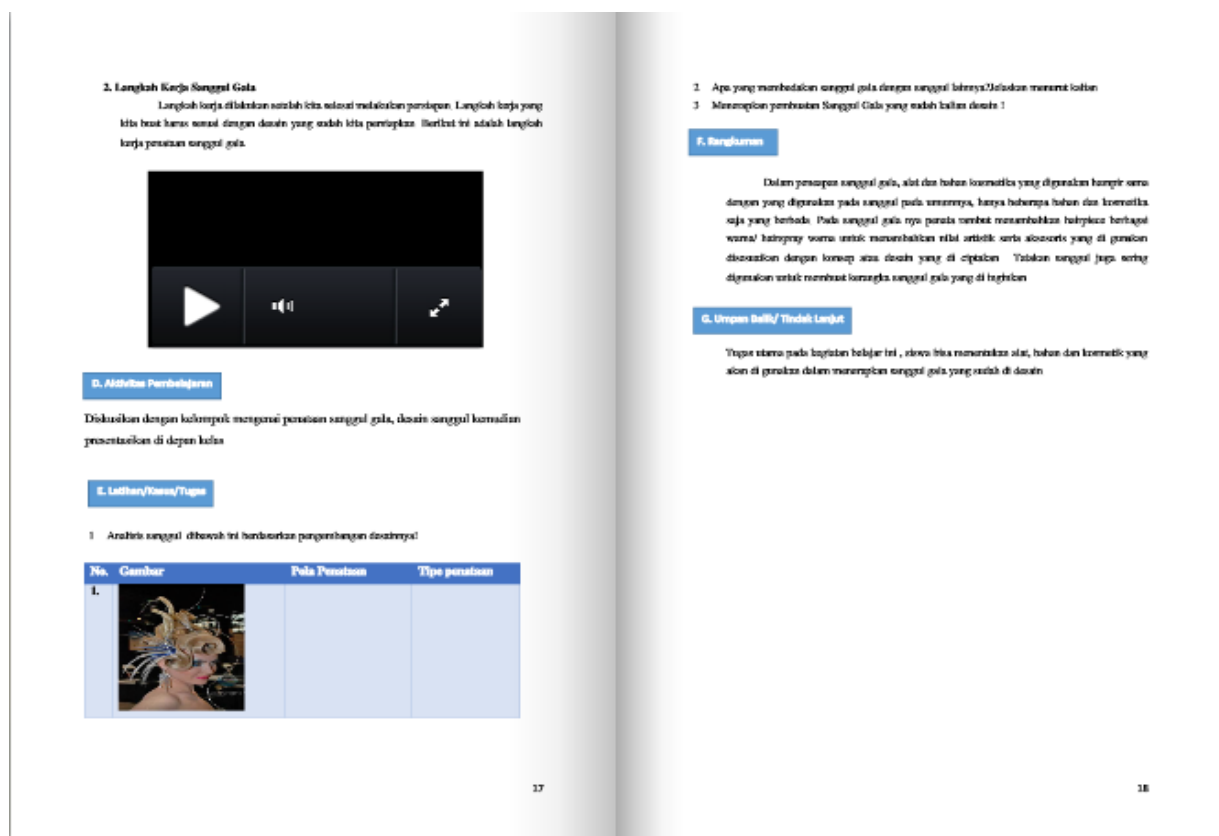 2. Langkah Kerja Sanggul Gala
Langkah kerja dilakukan setelah kita selesai melakukan persiapan. Langkah kerja yang
kita buat harus sesuai dengan desain yang sudah kita persiapkan. Berikut ini adalah langkah
kerja penataan sanggul gala.
D. Aktivitas Pembelajaran
Diskusikan dengan kelompok mengenai penataan sanggul gala, desain sanggul kemudian
presentasikan di depan kelas
E. Latihan/Kasus/Tugas
1 Analisis sanggul dibawah ini berdasarkan pengembangan desainnya!
No. Gambar Pola Penataan Tipe penataan
1.
17
2 Apa yang membedakan sanggul gala dengan sanggul lainnya?Jelaskan menurut kalian
3 Menerapkan pembuatan Sanggul Gala yang sudah kalian desain !
F. Rangkuman
Dalam persiapan sanggul gala, alat dan bahan kosmetika yang digunakan hampir sama
dengan yang digunakan pada sanggul pada umumnya, hanya beberapa bahan dan kosmetika
saja yang berbeda. Pada sanggul gala nya penata rambut menambahkan hairpiece berbagai
warna/ hairspray warna untuk menambahkan nilai artistik serta aksesoris yang di gunakan
disesuaikan dengan konsep atau desain yang di ciptakan. Tatakan sanggul juga sering
digunakan untuk membuat kerangka sanggul gala yang di inginkan
G. Umpan Balik/ Tindak Lanjut
Tugas utama pada kegiatan belajar ini , siswa bisa menentukan alat, bahan dan kosmetik yang
akan di gunakan dalam menerapkan sanggul gala yang sudah di desain
18